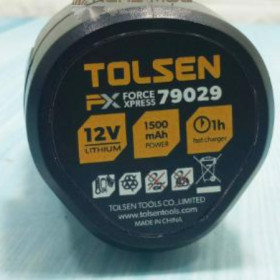 TOLSEN
FX FORCE XPRESS 79029
12V LITHIUM
1500 mAh POWER
1h fast charger
TOLSEN TOOLS CO.,LIMITED
www.tolsentools.com
MADE IN CHINA